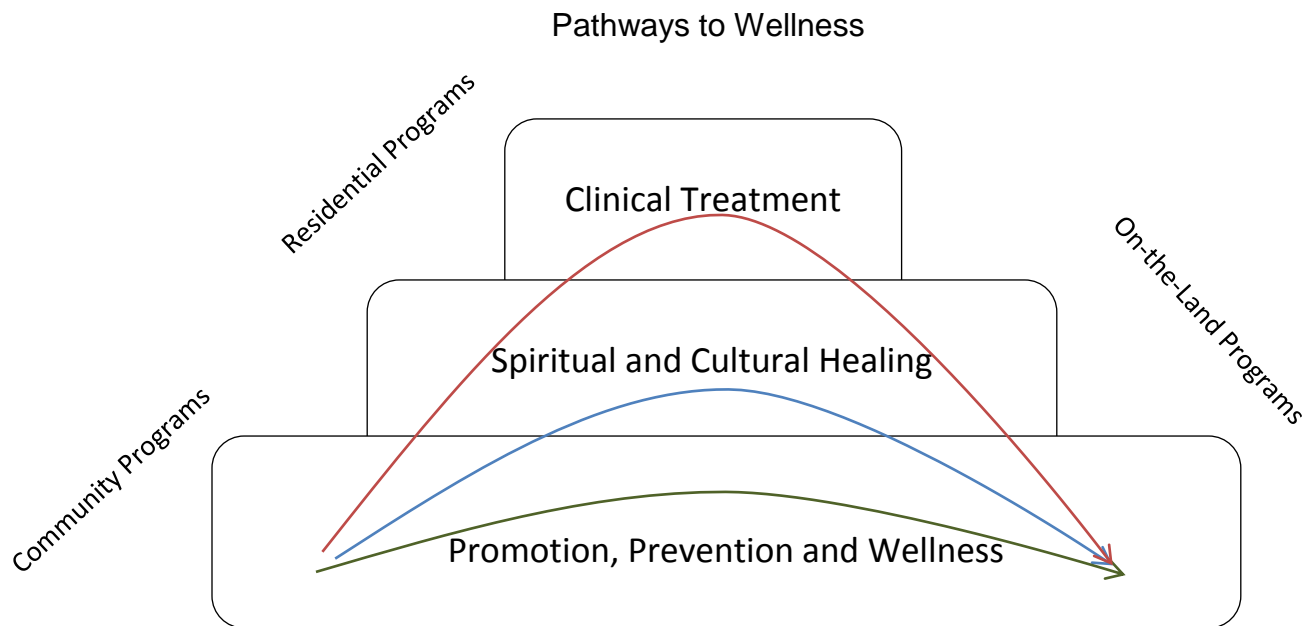 Pathways to Wellness
Residential Programs
Clinical Treatment
On-the-Land Programs
Spiritual and Cultural Healing
Community Programs
Promotion, Prevention and Wellness